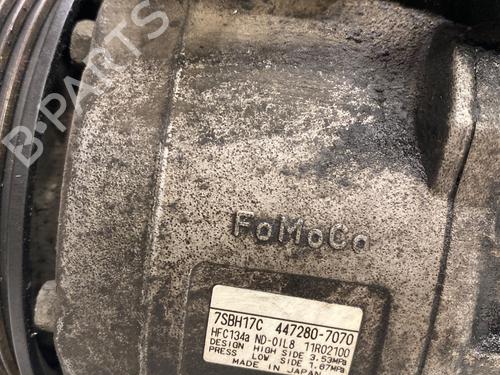 B-PARTS
FoMoCo
7SBH17C 447280-7070
HFC134a ND-OIL8 11R02100
DESIGN HIGH SIDE 3.53MPa
PRESS LOW SIDE 1.67MPa
MADE IN JAPAN